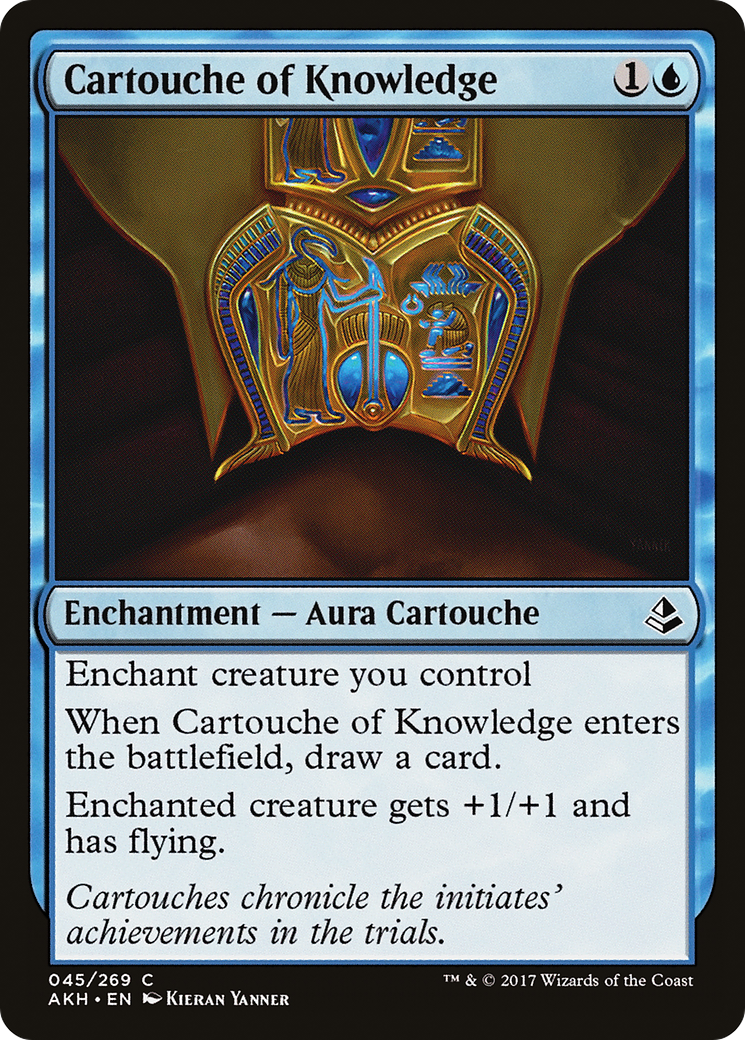 Cartouche of Knowledge 1
Enchantment — Aura Cartouche
Enchant creature you control
When Cartouche of Knowledge enters
the battlefield, draw a card.
Enchanted creature gets +1/+1 and
has flying.
Cartouches chronicle the initiates’
achievements in the trials.
045/269 C
™ & © 2017 Wizards of the Coast
AKH • EN Kieran Yanner